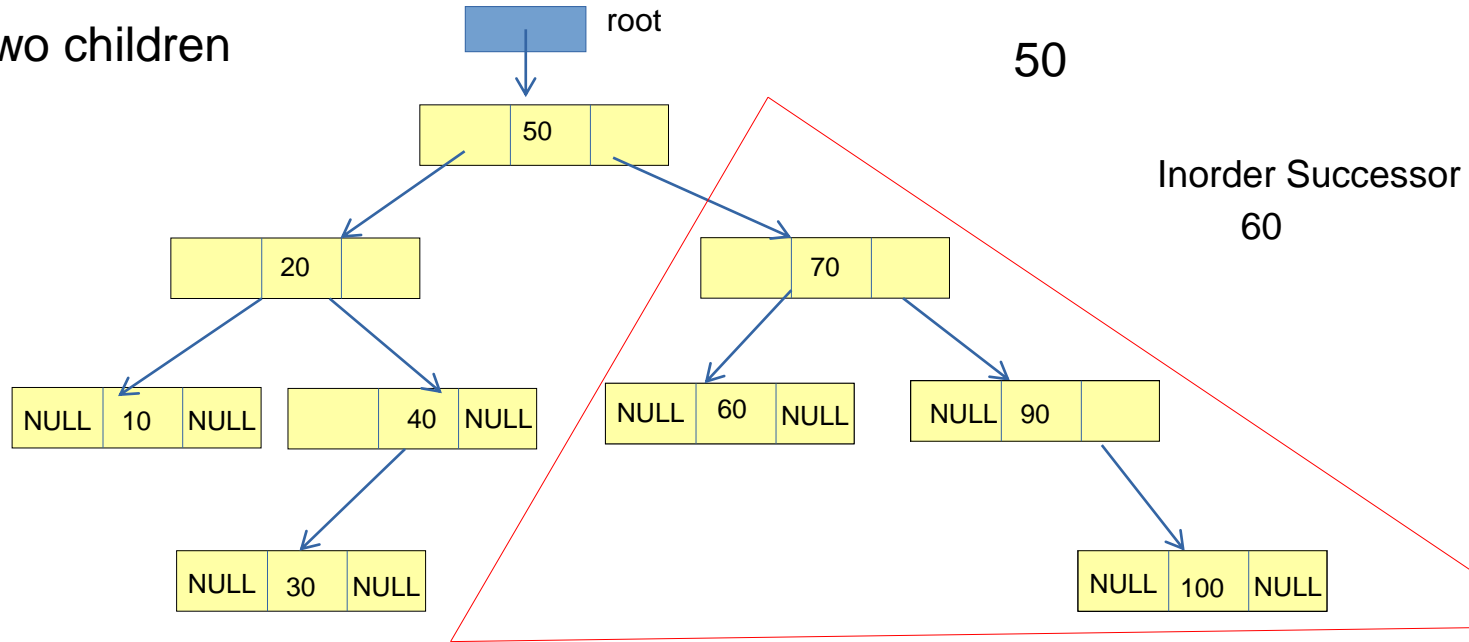 wo children
root
50
50
Inorder Successor
60
20
70
NULL 10 NULL
40 NULL
NULL 60 NULL
NULL 90
NULL 30 NULL
NULL 100 NULL